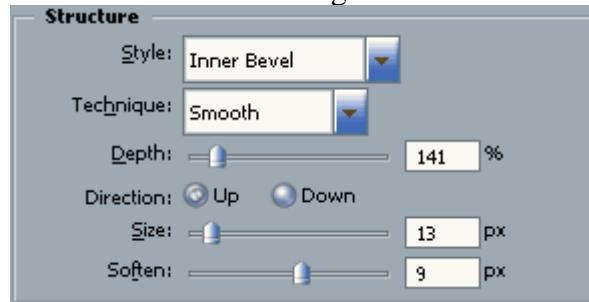 Structure
Style: Inner Bevel
Technique: Smooth
Depth: 141 %
Direction: Up Down
Size: 13 px
Soften: 9 px